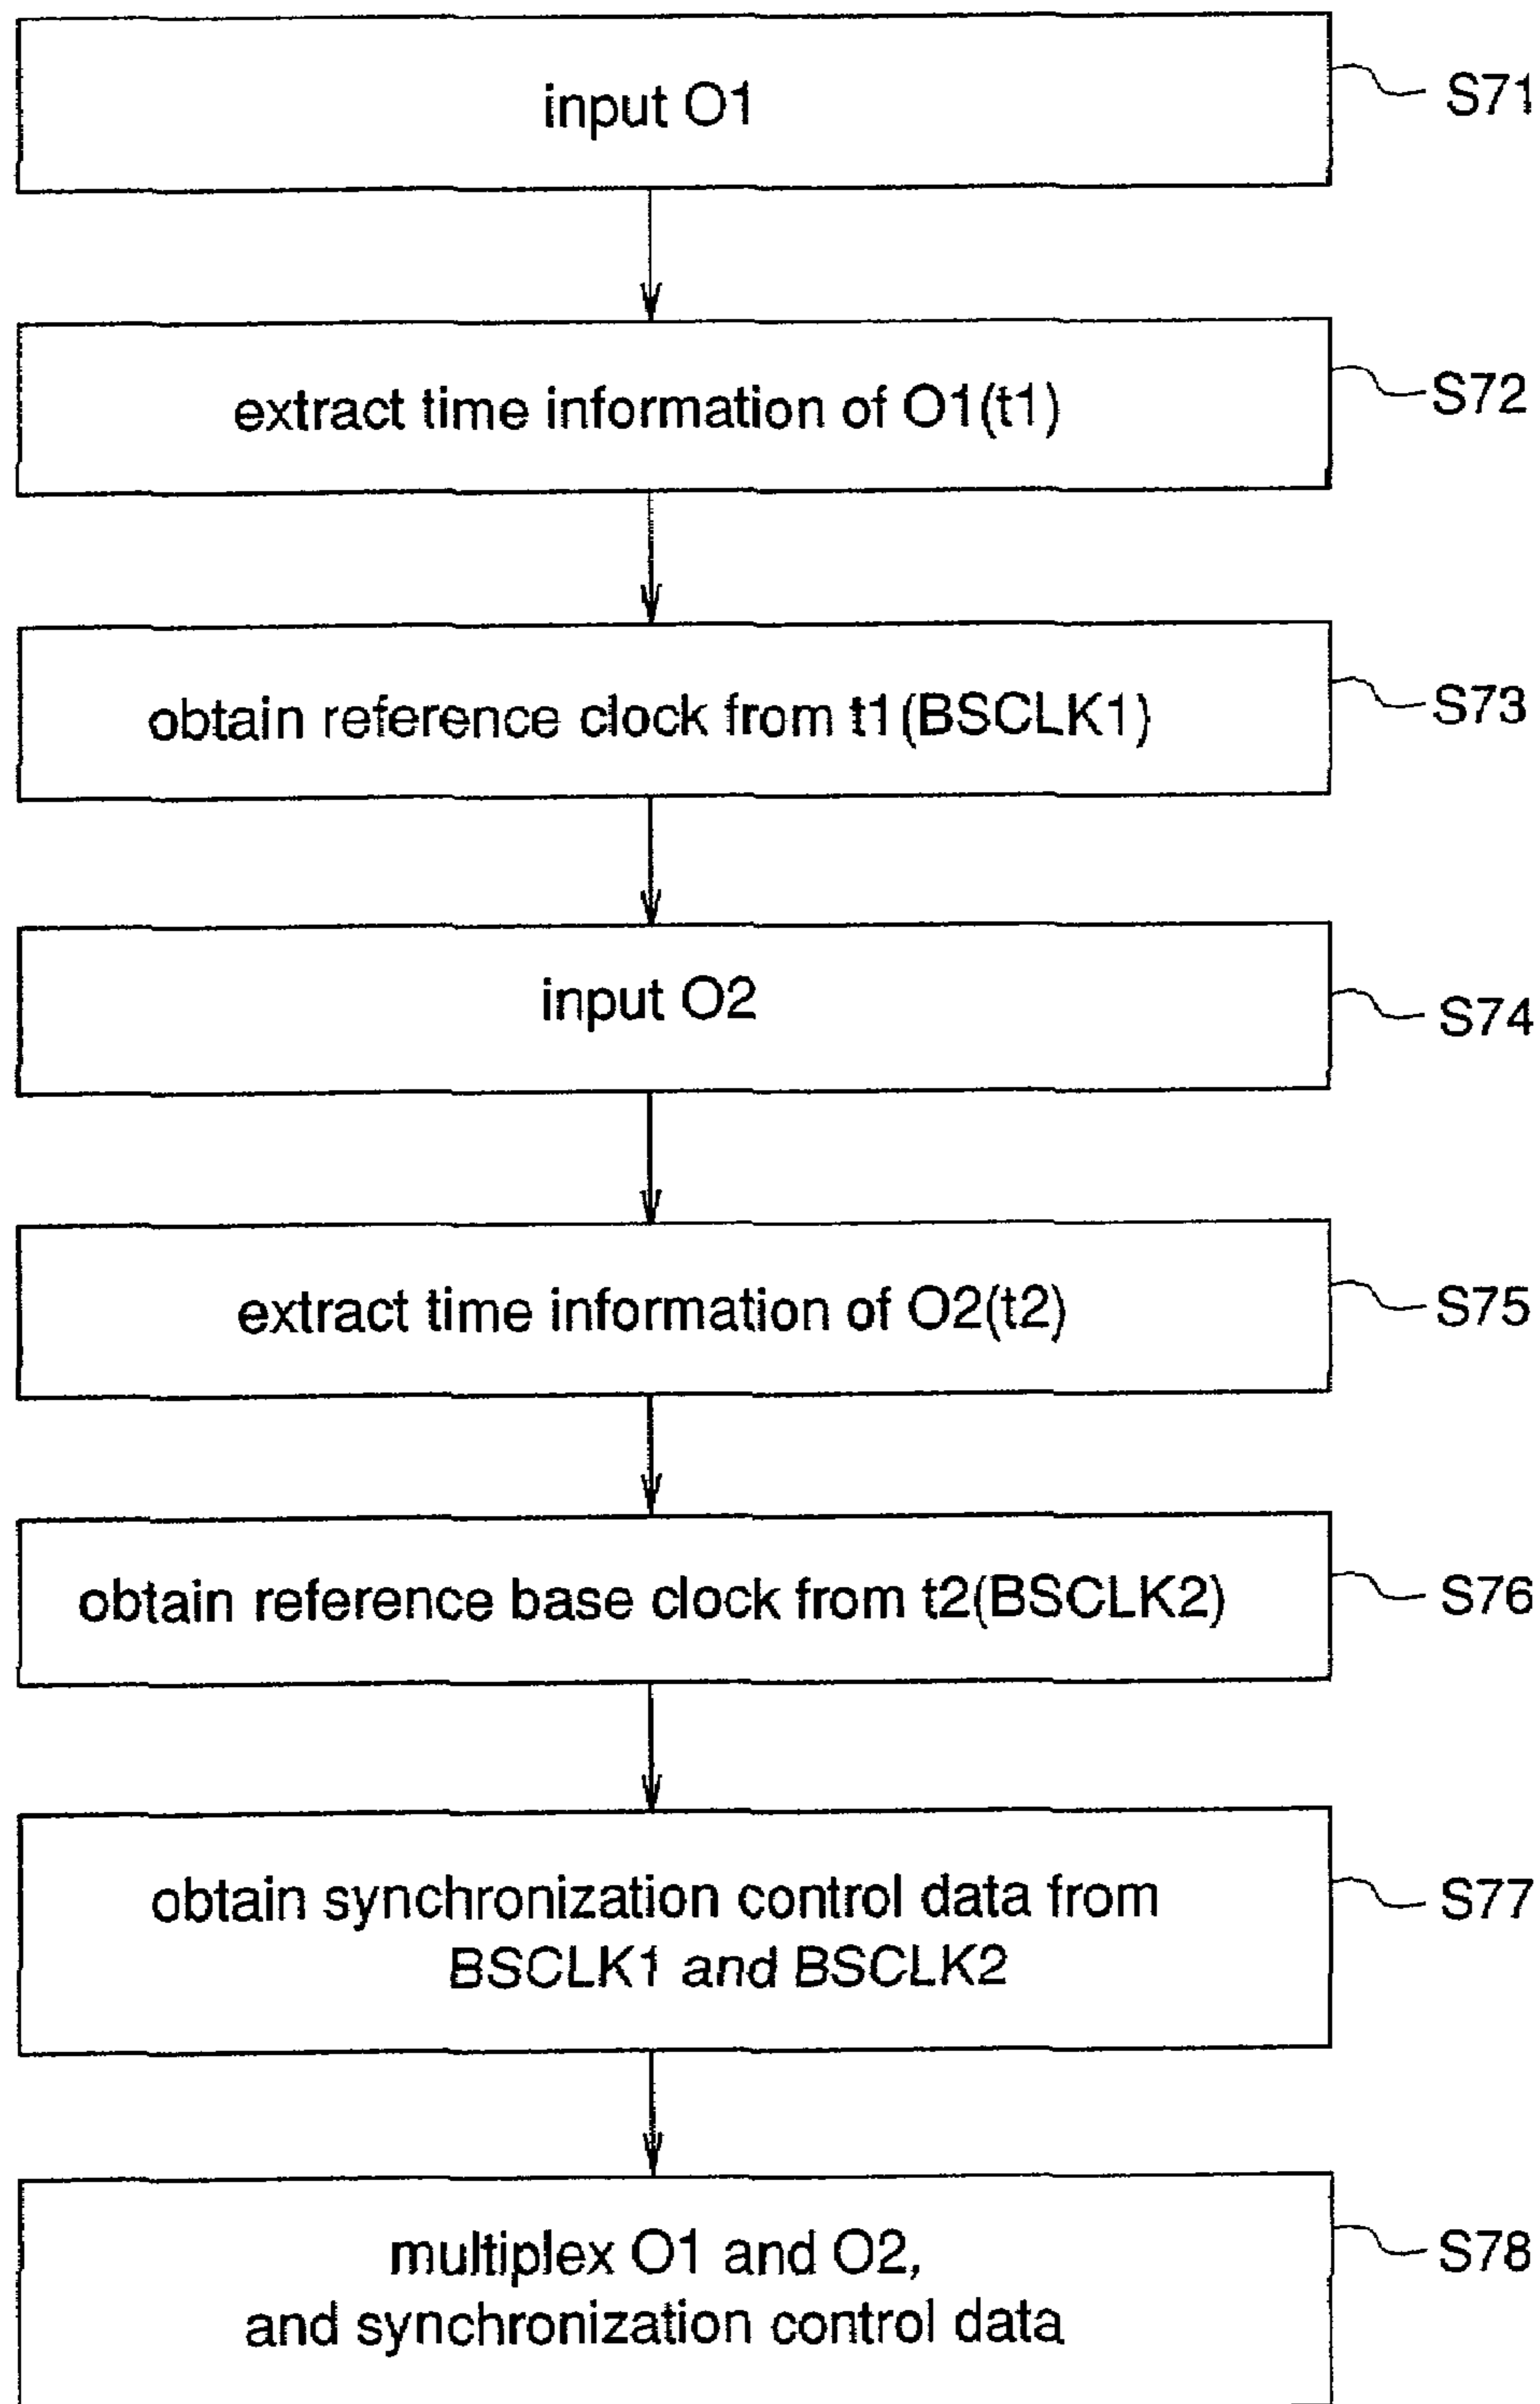 input O1
S71
extract time information of O1(t1)
S72
obtain reference clock from t1(BSCLK1)
S73
input O2
S74
extract time information of O2(t2)
S75
obtain reference base clock from t2(BSCLK2)
S76
obtain synchronization control data from
BSCLK1 and BSCLK2
S77
multiplex O1 and O2,
and synchronization control data
S78